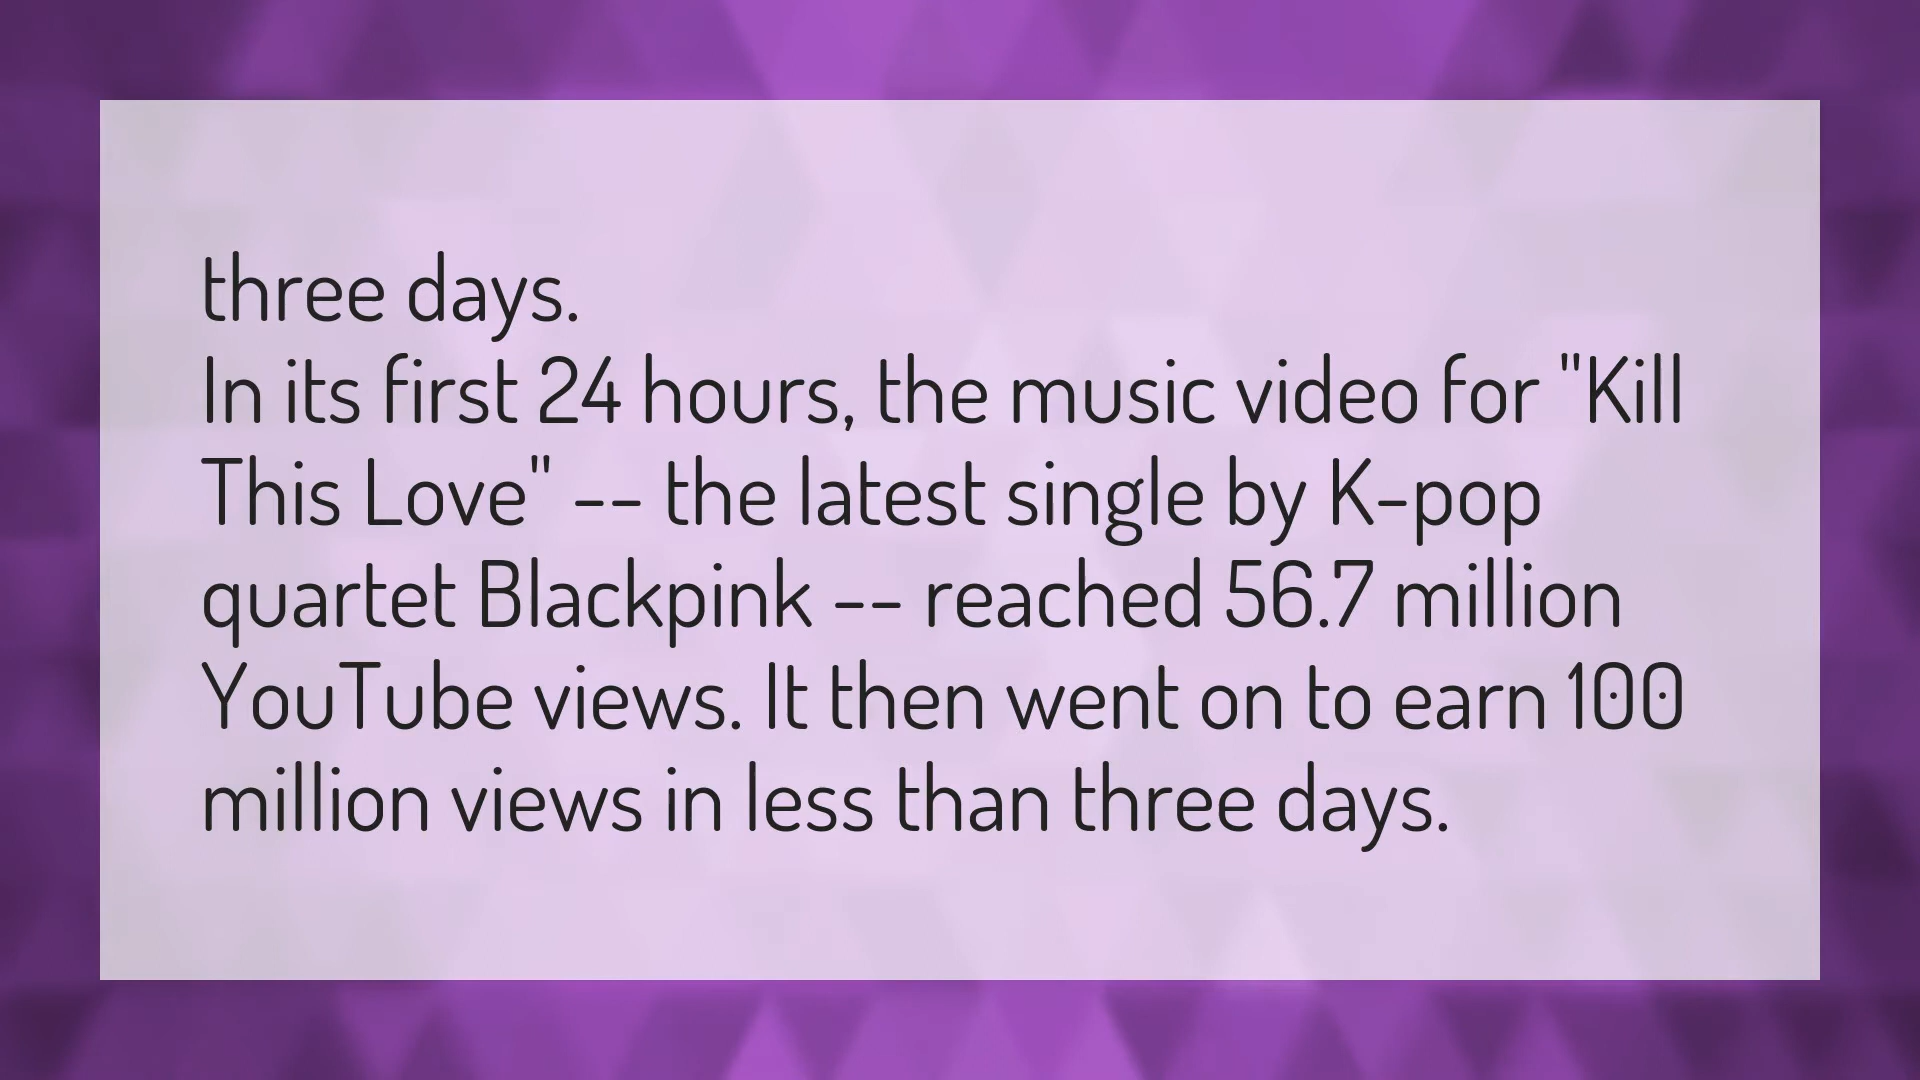 three days.
In its first 24 hours, the music video for "Kill
This Love" -- the latest single by K-pop
quartet Blackpink -- reached 56.7 million
YouTube views. It then went on to earn 100
million views in less than three days.